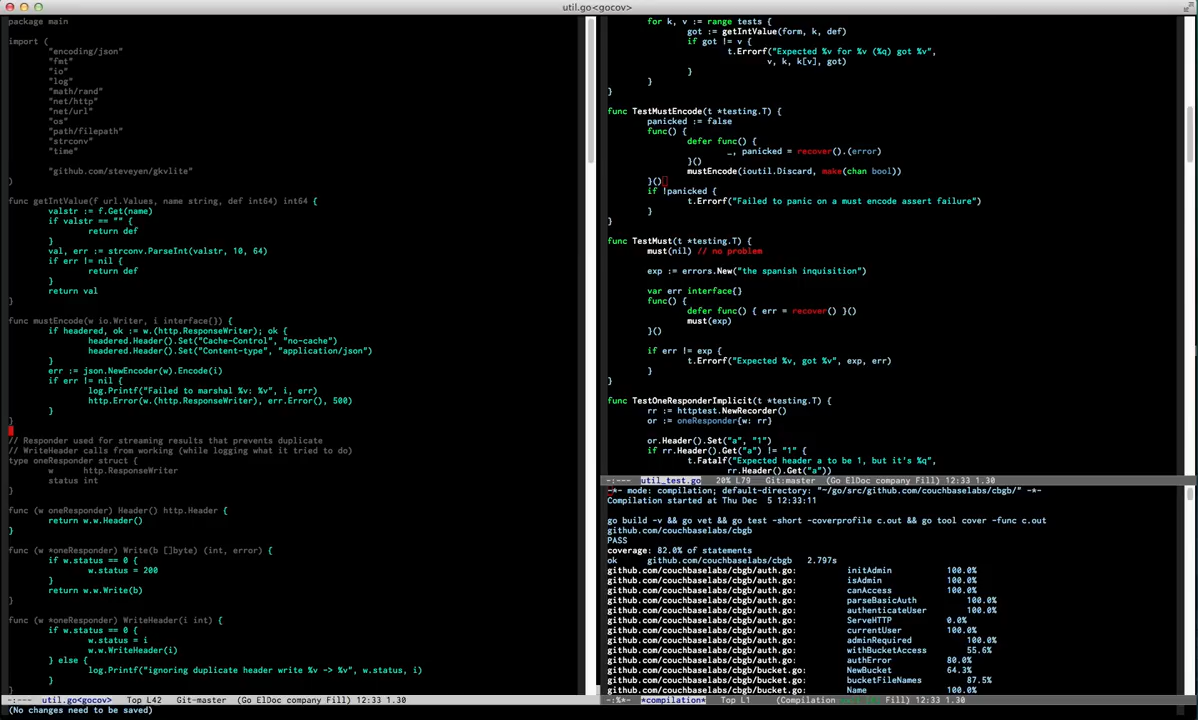 util.go<gocov>
package main
import (
"encoding/json"
"fmt"
"io"
"log"
"math/rand"
"net/http"
"net/url"
"os"
"path/filepath"
"strconv"
"time"
"github.com/steveyen/gkvlite"
)
func getIntValue(f url.Values, name string, def int64) int64 {
valstr := f.Get(name)
if valstr == "" {
return def
}
val, err := strconv.ParseInt(valstr, 10, 64)
if err != nil {
return def
}
return val
}
func mustEncode(w io.Writer, i interface{}) {
if headered, ok := w.(http.ResponseWriter); ok {
headered.Header().Set("Cache-Control", "no-cache")
headered.Header().Set("Content-type", "application/json")
}
err := json.NewEncoder(w).Encode(i)
if err != nil {
log.Printf("Failed to marshal %v: %v", i, err)
http.Error(w.(http.ResponseWriter), err.Error(), 500)
}
}
// Responder used for streaming results that prevents duplicate
// WriteHeader calls from working (while logging what it tried to do)
type oneResponder struct {
w http.ResponseWriter
status int
}
func (w oneResponder) Header() http.Header {
return w.w.Header()
}
func (w *oneResponder) Write(b []byte) (int, error) {
if w.status == 0 {
w.status = 200
}
return w.w.Write(b)
}
func (w *oneResponder) WriteHeader(i int) {
if w.status == 0 {
w.status = i
w.w.WriteHeader(i)
} else {
log.Printf("ignoring duplicate header write %v -> %v", w.status, i)
}
}
-:--- util.go<gocov> Top L42 Git-master (Go ElDoc company Fill) 12:33 1.30
(No changes need to be saved)
for k, v := range tests {
got := getIntValue(form, k, def)
if got != v {
t.Errorf("Expected %v for %v (%q) got %v",
v, k, k[v], got)
}
}
}
func TestMustEncode(t *testing.T) {
panicked := false
func() {
defer func() {
_, panicked = recover().(error)
}()
mustEncode(ioutil.Discard, make(chan bool))
}()
if !panicked {
t.Errorf("Failed to panic on a must encode assert failure")
}
}
func TestMust(t *testing.T) {
must(nil) // no problem
exp := errors.New("the spanish inquisition")
var err interface{}
func() {
defer func() { err = recover() }()
must(exp)
}()
if err != exp {
t.Errorf("Expected %v, got %v", exp, err)
}
}
func TestOneResponderImplicit(t *testing.T) {
rr := httptest.NewRecorder()
or := oneResponder{w: rr}
or.Header().Set("a", "1")
if rr.Header().Get("a") != "1" {
t.Fatalf("Expected header a to be 1, but it's %q",
rr.Header().Get("a"))
-:--- util_test.go 20% L79 Git:master (Go ElDoc company Fill) 12:33 1.30
-*- mode: compilation; default-directory: "~/go/src/github.com/couchbaselabs/cbgb/" -*-
Compilation started at Thu Dec 5 12:33:11
go build -v && go vet && go test -short -coverprofile c.out && go tool cover -func c.out
github.com/couchbaselabs/cbgb
PASS
coverage: 82.0% of statements
ok github.com/couchbaselabs/cbgb 2.797s
github.com/couchbaselabs/cbgb/auth.go: initAdmin 100.0%
github.com/couchbaselabs/cbgb/auth.go: isAdmin 100.0%
github.com/couchbaselabs/cbgb/auth.go: canAccess 100.0%
github.com/couchbaselabs/cbgb/auth.go: parseBasicAuth 100.0%
github.com/couchbaselabs/cbgb/auth.go: authenticateUser 100.0%
github.com/couchbaselabs/cbgb/auth.go: ServeHTTP 0.0%
github.com/couchbaselabs/cbgb/auth.go: currentUser 100.0%
github.com/couchbaselabs/cbgb/auth.go: adminRequired 100.0%
github.com/couchbaselabs/cbgb/auth.go: withBucketAccess 55.6%
github.com/couchbaselabs/cbgb/auth.go: authError 80.0%
github.com/couchbaselabs/cbgb/bucket.go: NewBucket 64.3%
github.com/couchbaselabs/cbgb/bucket.go: bucketFileNames 87.5%
github.com/couchbaselabs/cbgb/bucket.go: Name 100.0%
-:%*- *compilation* Top L1 (Compilation 12:33 1.30